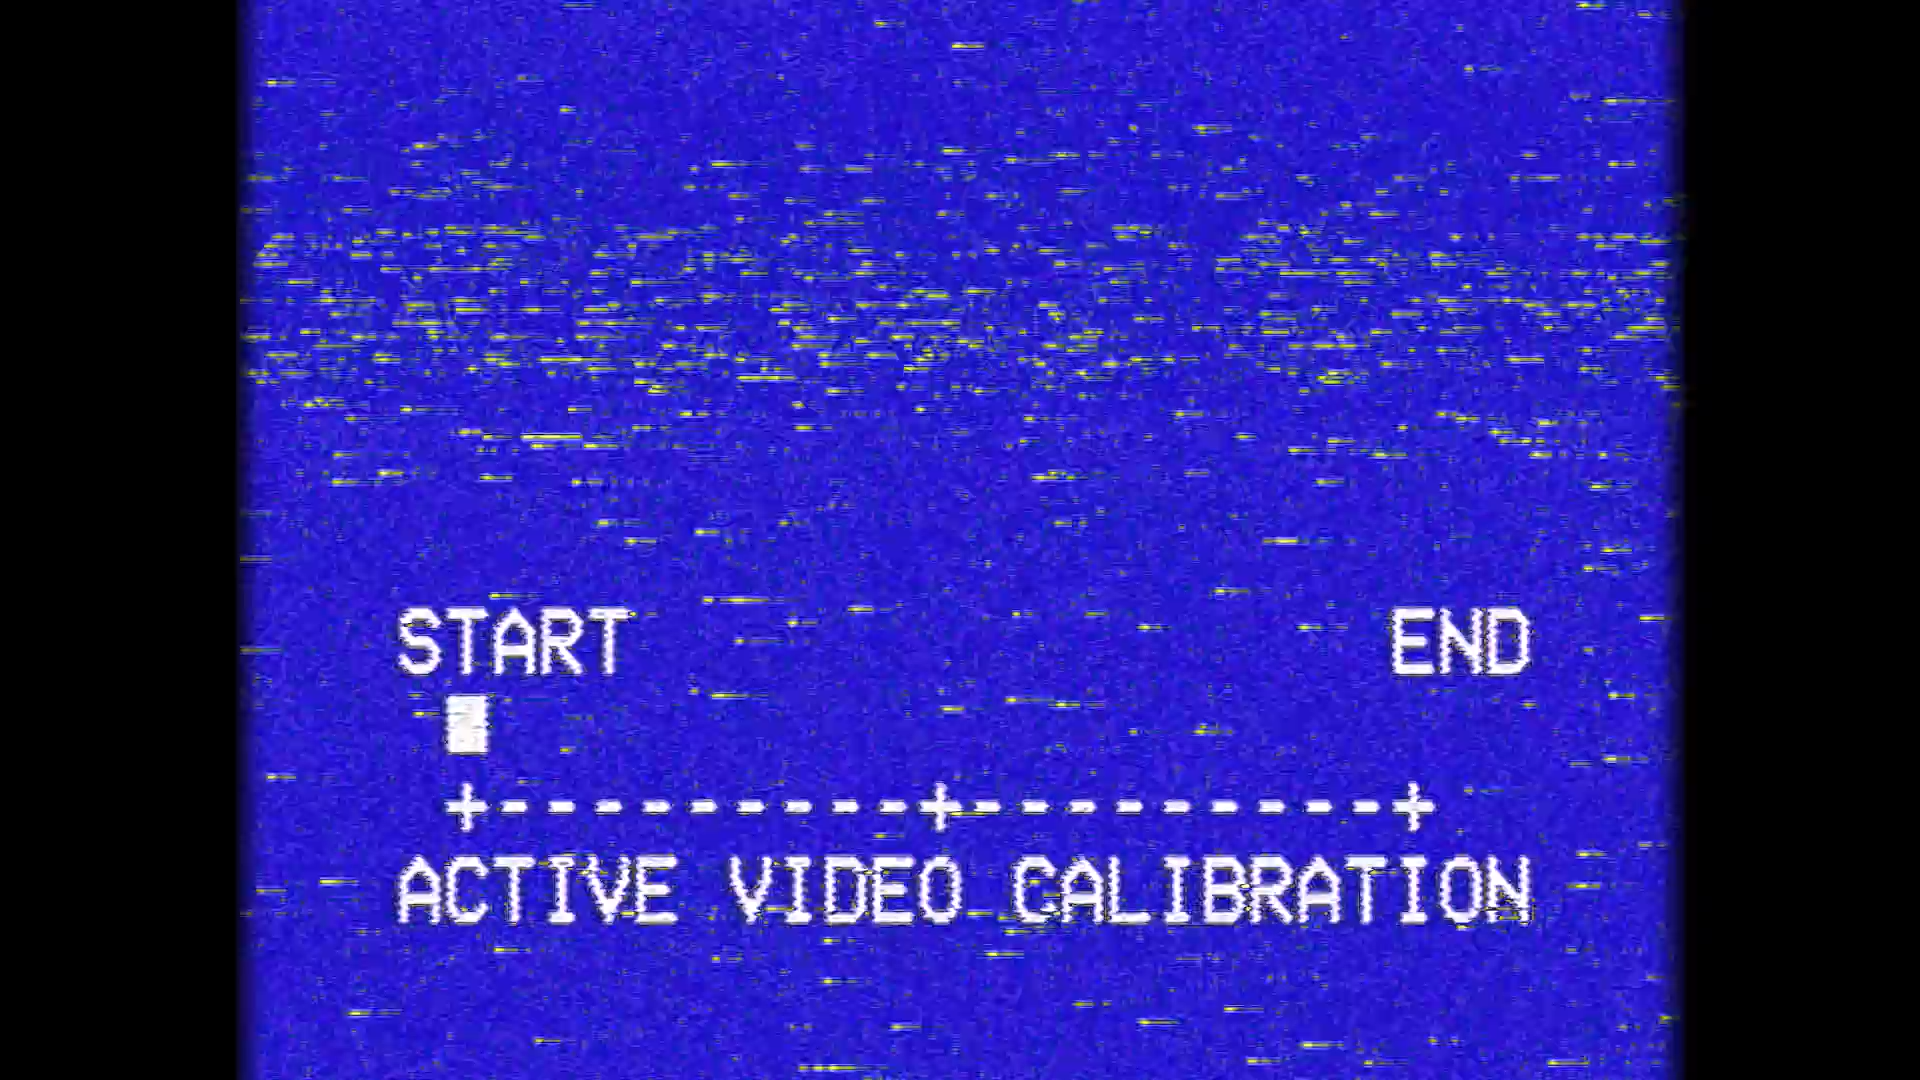 START END
+---------+---------+
ACTIVE VIDEO CALIBRATION